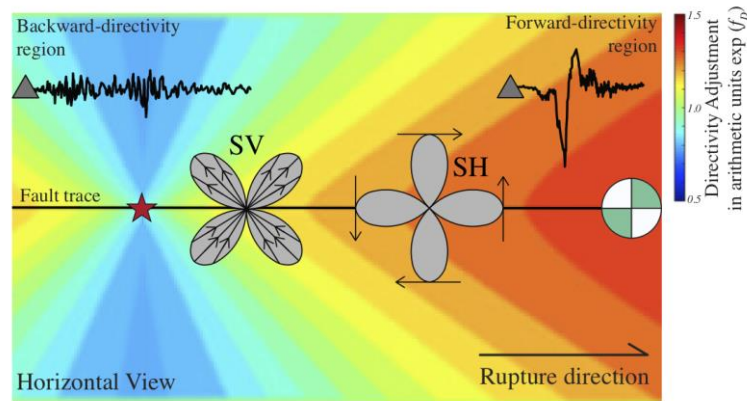 Backward-directivity
region
Forward-directivity
region
SV
SH
Fault trace
Horizontal View
Rupture direction
1.5
1.0
0.5
Directivity Adjustment
in arithmetic units exp (f_D)